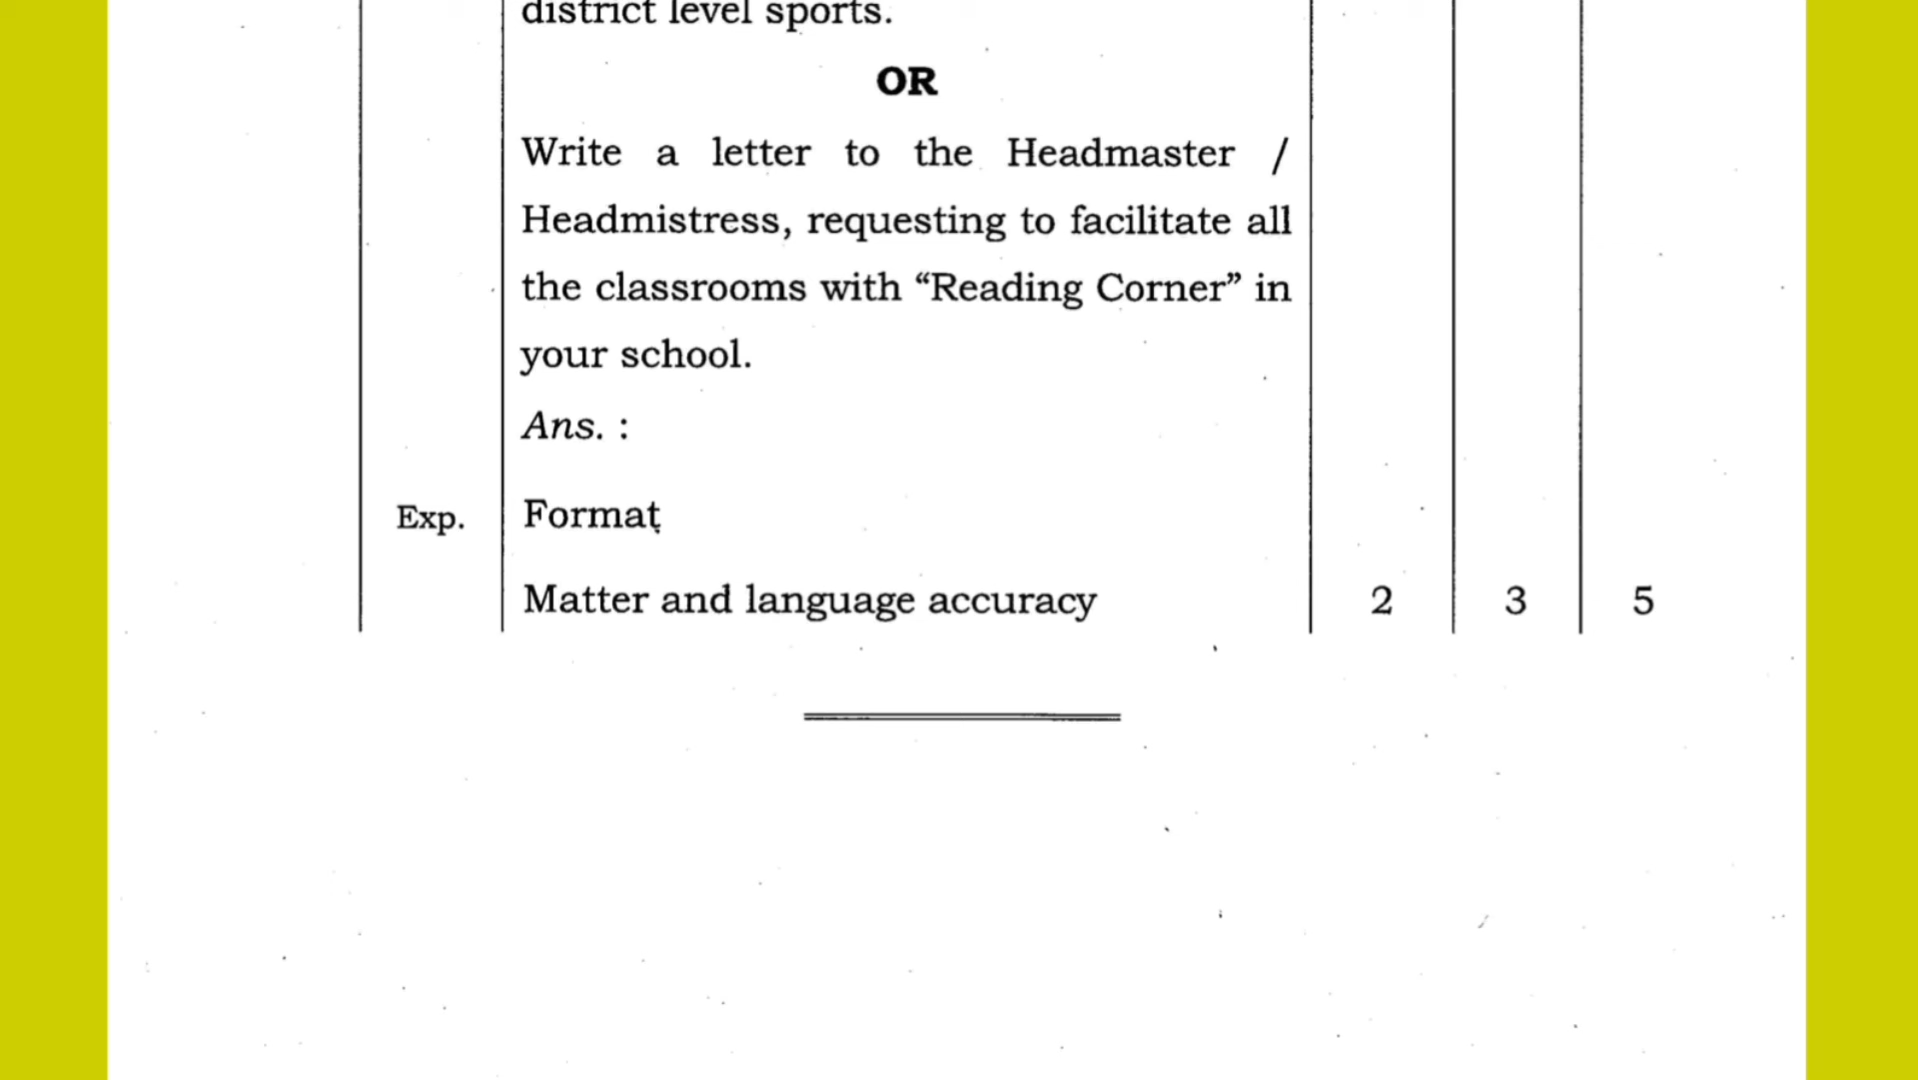 district level sports.
OR
Write a letter to the Headmaster /
Headmistress, requesting to facilitate all
the classrooms with “Reading Corner” in
your school.
Ans. :
Exp. Format
Matter and language accuracy 2 3 5